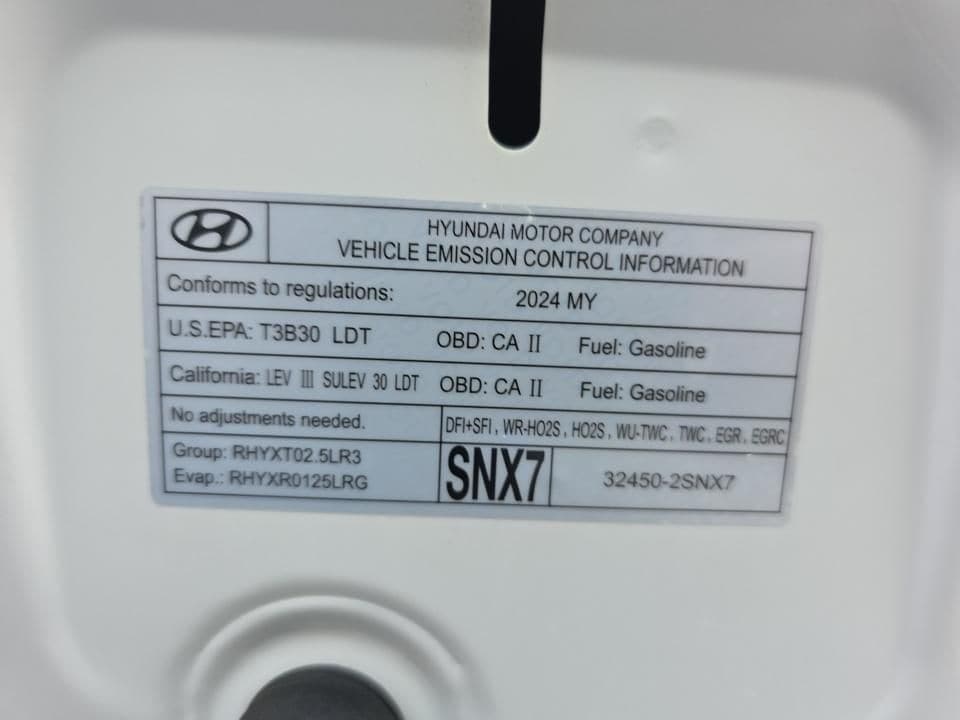 HYUNDAI MOTOR COMPANY
VEHICLE EMISSION CONTROL INFORMATION
Conforms to regulations: 2024 MY
U.S.EPA: T3B30 LDT OBD: CA II Fuel: Gasoline
California: LEV III SULEV 30 LDT OBD: CA II Fuel: Gasoline
No adjustments needed. DFI+SFI, WR-HO2S, HO2S, WU-TWC, TWC, EGR, EGRC
Group: RHYXT02.5LR3
Evap.: RHYXR0125LRG
SNX7 32450-2SNX7